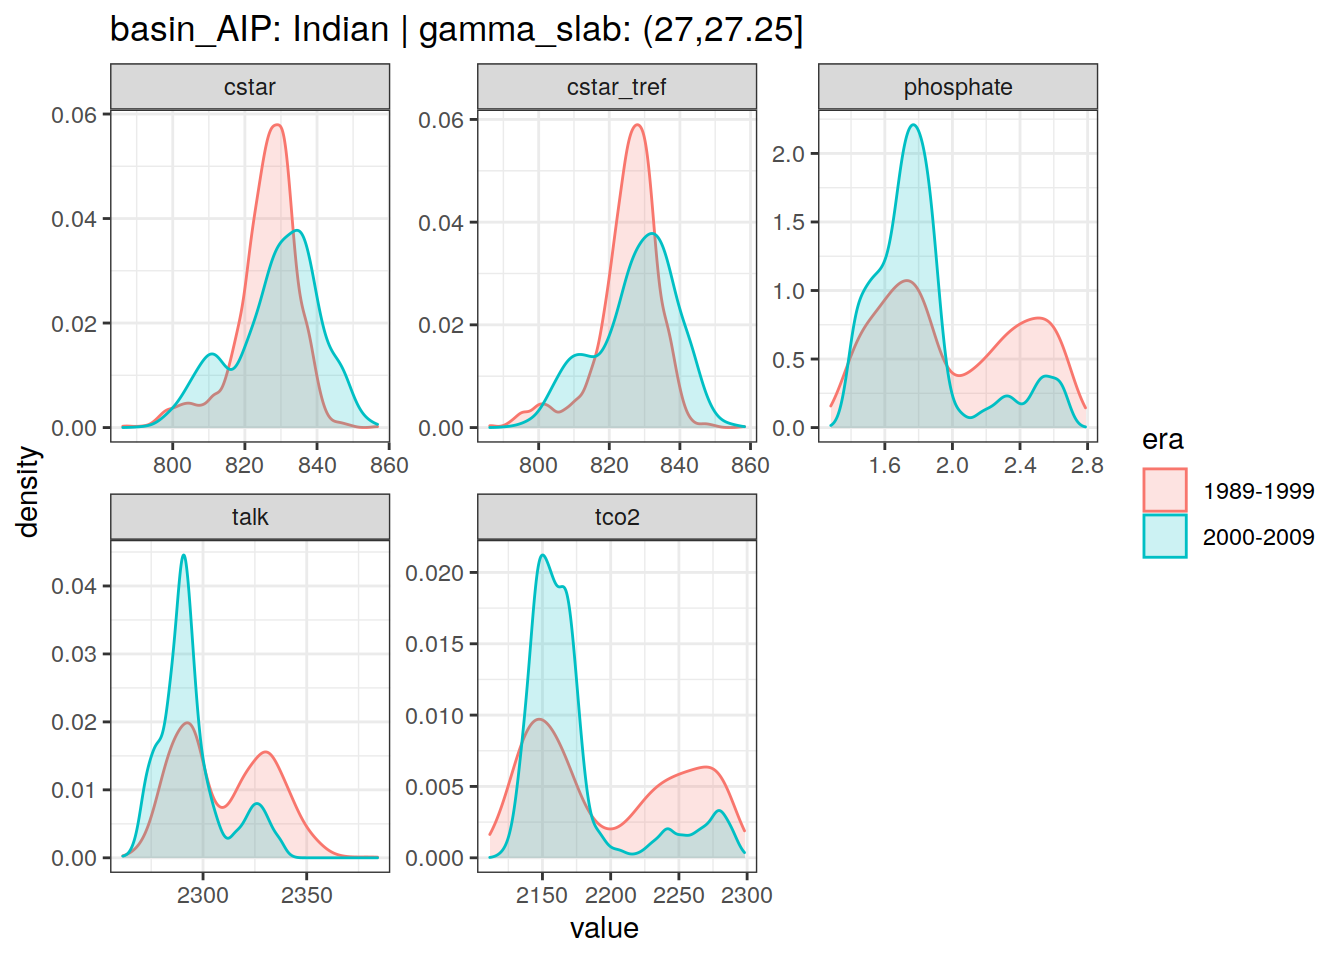 basin_AIP: Indian | gamma_slab: (27,27.25]
cstar
cstar_tref
phosphate
0.06
0.04
0.02
0.00
800 820 840 860
0.06
0.04
0.02
0.00
800 820 840 860
2.0
1.5
1.0
0.5
0.0
1.6 2.0 2.4 2.8
density
talk
tco2
0.04
0.03
0.02
0.01
0.00
2300 2350
0.020
0.015
0.010
0.005
0.000
2150 2200 2250 2300
value
era
1989-1999
2000-2009